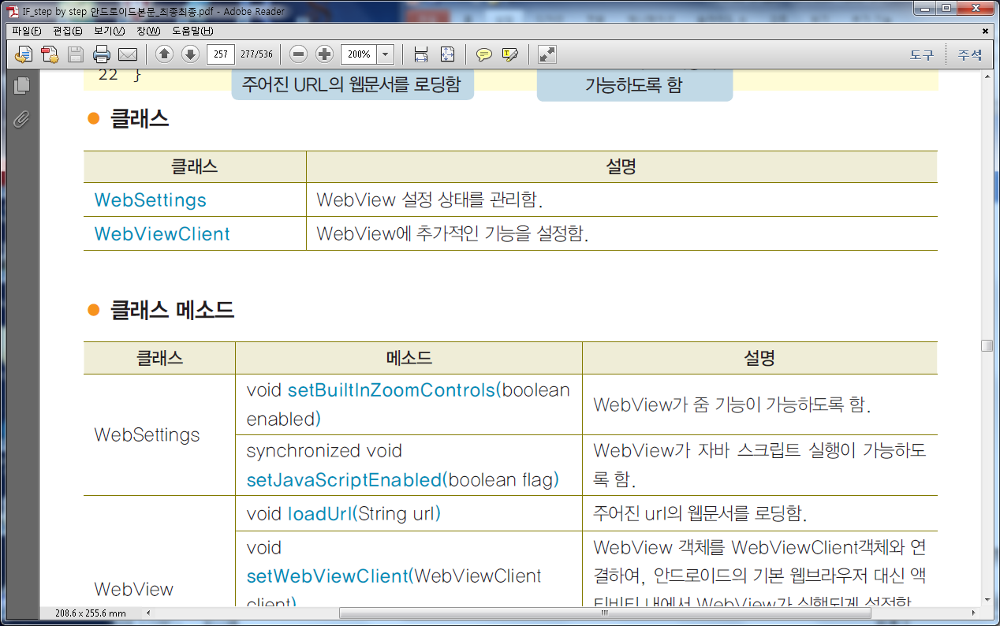 IF_step by step 안드로이드본문_최종최종.pdf - Adobe Reader
파일(F) 편집(E) 보기(V) 창(W) 도움말(H)
257 277/536 200% 도구 주석
22 }
주어진 URL의 웹문서를 로딩함
가능하도록 함
클래스
클래스 설명
WebSettings WebView 설정 상태를 관리함.
WebViewClient WebView에 추가적인 기능을 설정함.
클래스 메소드
클래스 메소드 설명
WebSettings
void setBuiltInZoomControls(boolean
enabled)
WebView가 줌 기능이 가능하도록 함.
synchronized void
setJavaScriptEnabled(boolean flag)
WebView가 자바 스크립트 실행이 가능하도
록 함.
WebView
void loadUrl(String url)
주어진 url의 웹문서를 로딩함.
void
setWebViewClient(WebViewClient
client)
WebView 객체를 WebViewClient객체와 연
결하여, 안드로이드의 기본 웹브라우저 대신 액
티비티 내에서 WebView가 실행되게 설정함
208.6 x 255.6 mm